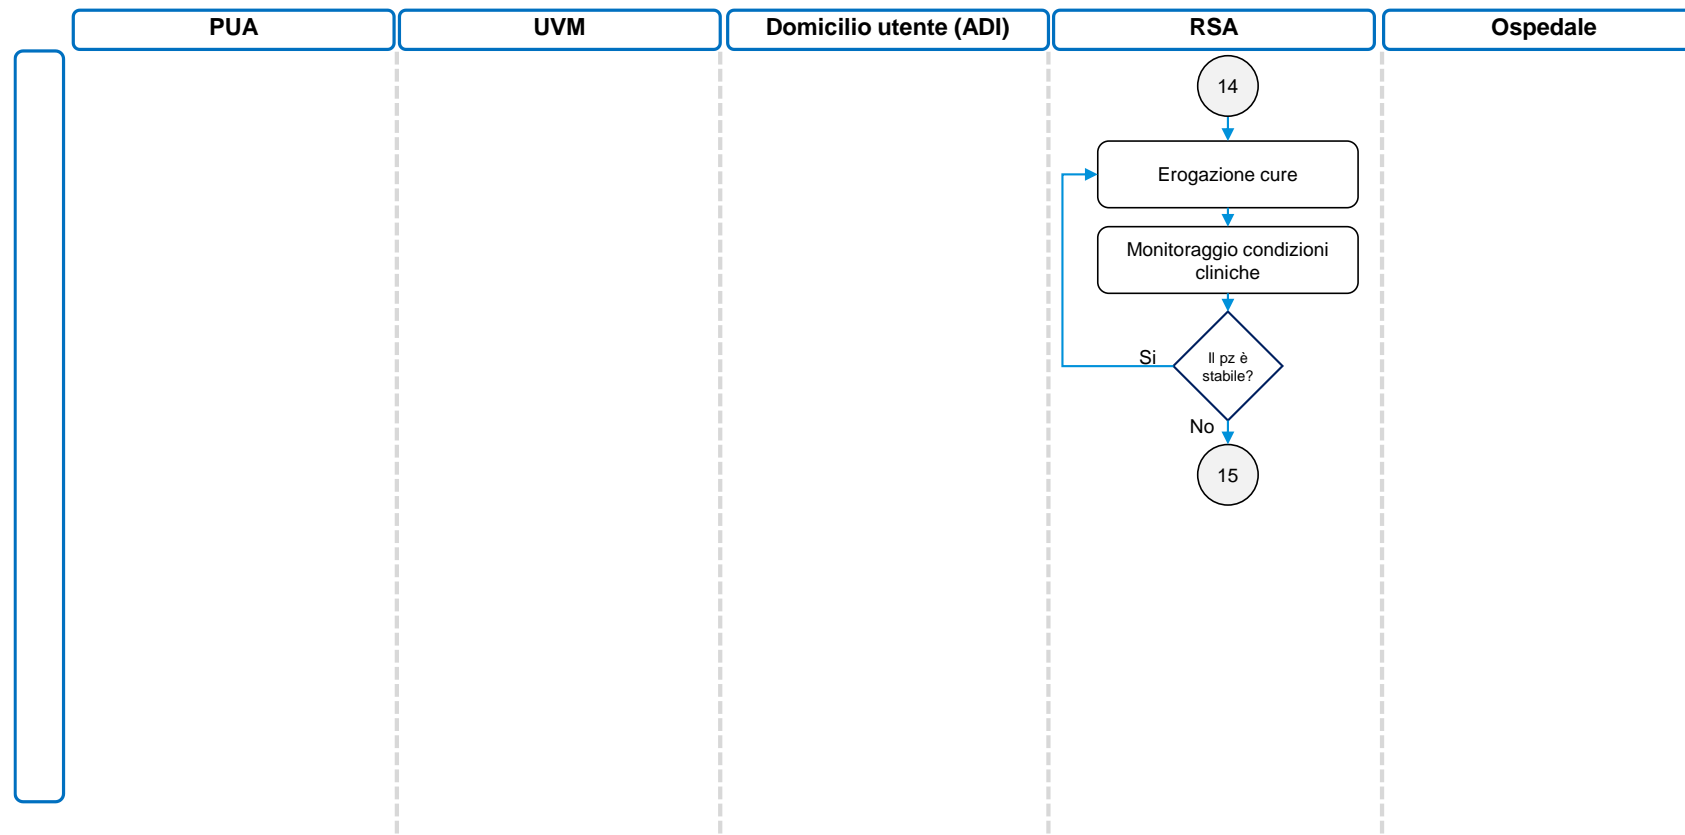 PUA
UVM
Domicilio utente (ADI)
RSA
Ospedale
14
Erogazione cure
Monitoraggio condizioni
cliniche
Si
Il pz è
stabile?
No
15